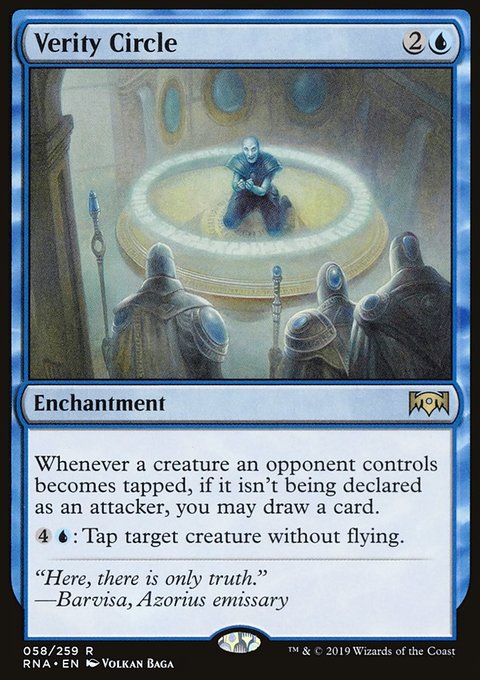 Verity Circle 2
Enchantment
Whenever a creature an opponent controls
becomes tapped, if it isn't being declared
as an attacker, you may draw a card.
4 : Tap target creature without flying.
“Here, there is only truth.”
—Barvisa, Azorius emissary
058/259 R
RNA • EN Volkan Baga
™ & © 2019 Wizards of the Coast